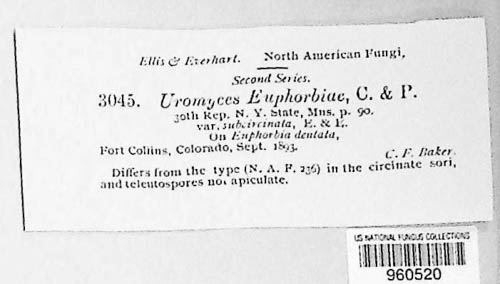 Ellis & Everhart. North American Fungi,
Second Series.
3045. Uromyces Euphorbiae, C. & P.
30th Rep. N. Y. State, Mus. p. 90.
var, subcircinata, E. & E.
On Euphorbia dentata,
Fort Collins, Colorado, Sept. 1893.
C. F. Baker.
Differs from the type (N. A. F. 236) in the circinate sori,
and teleutospores not apiculate.
US NATIONAL FUNGUS COLLECTIONS
960520